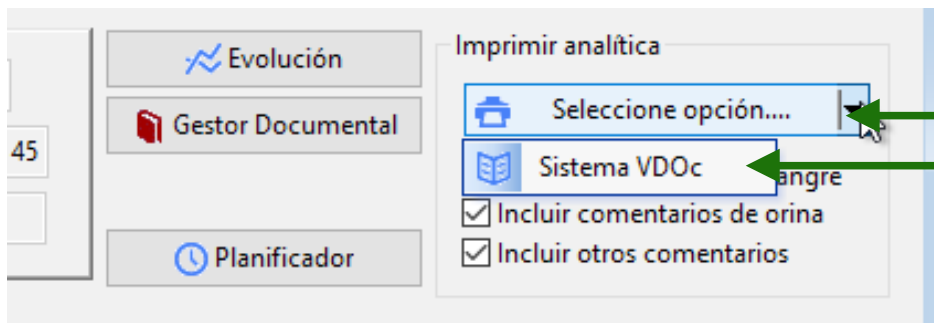 Evolución
Gestor Documental
45
Planificador
Imprimir analítica
Seleccione opción....
Sistema VDOc
angre
Incluir comentarios de orina
Incluir otros comentarios